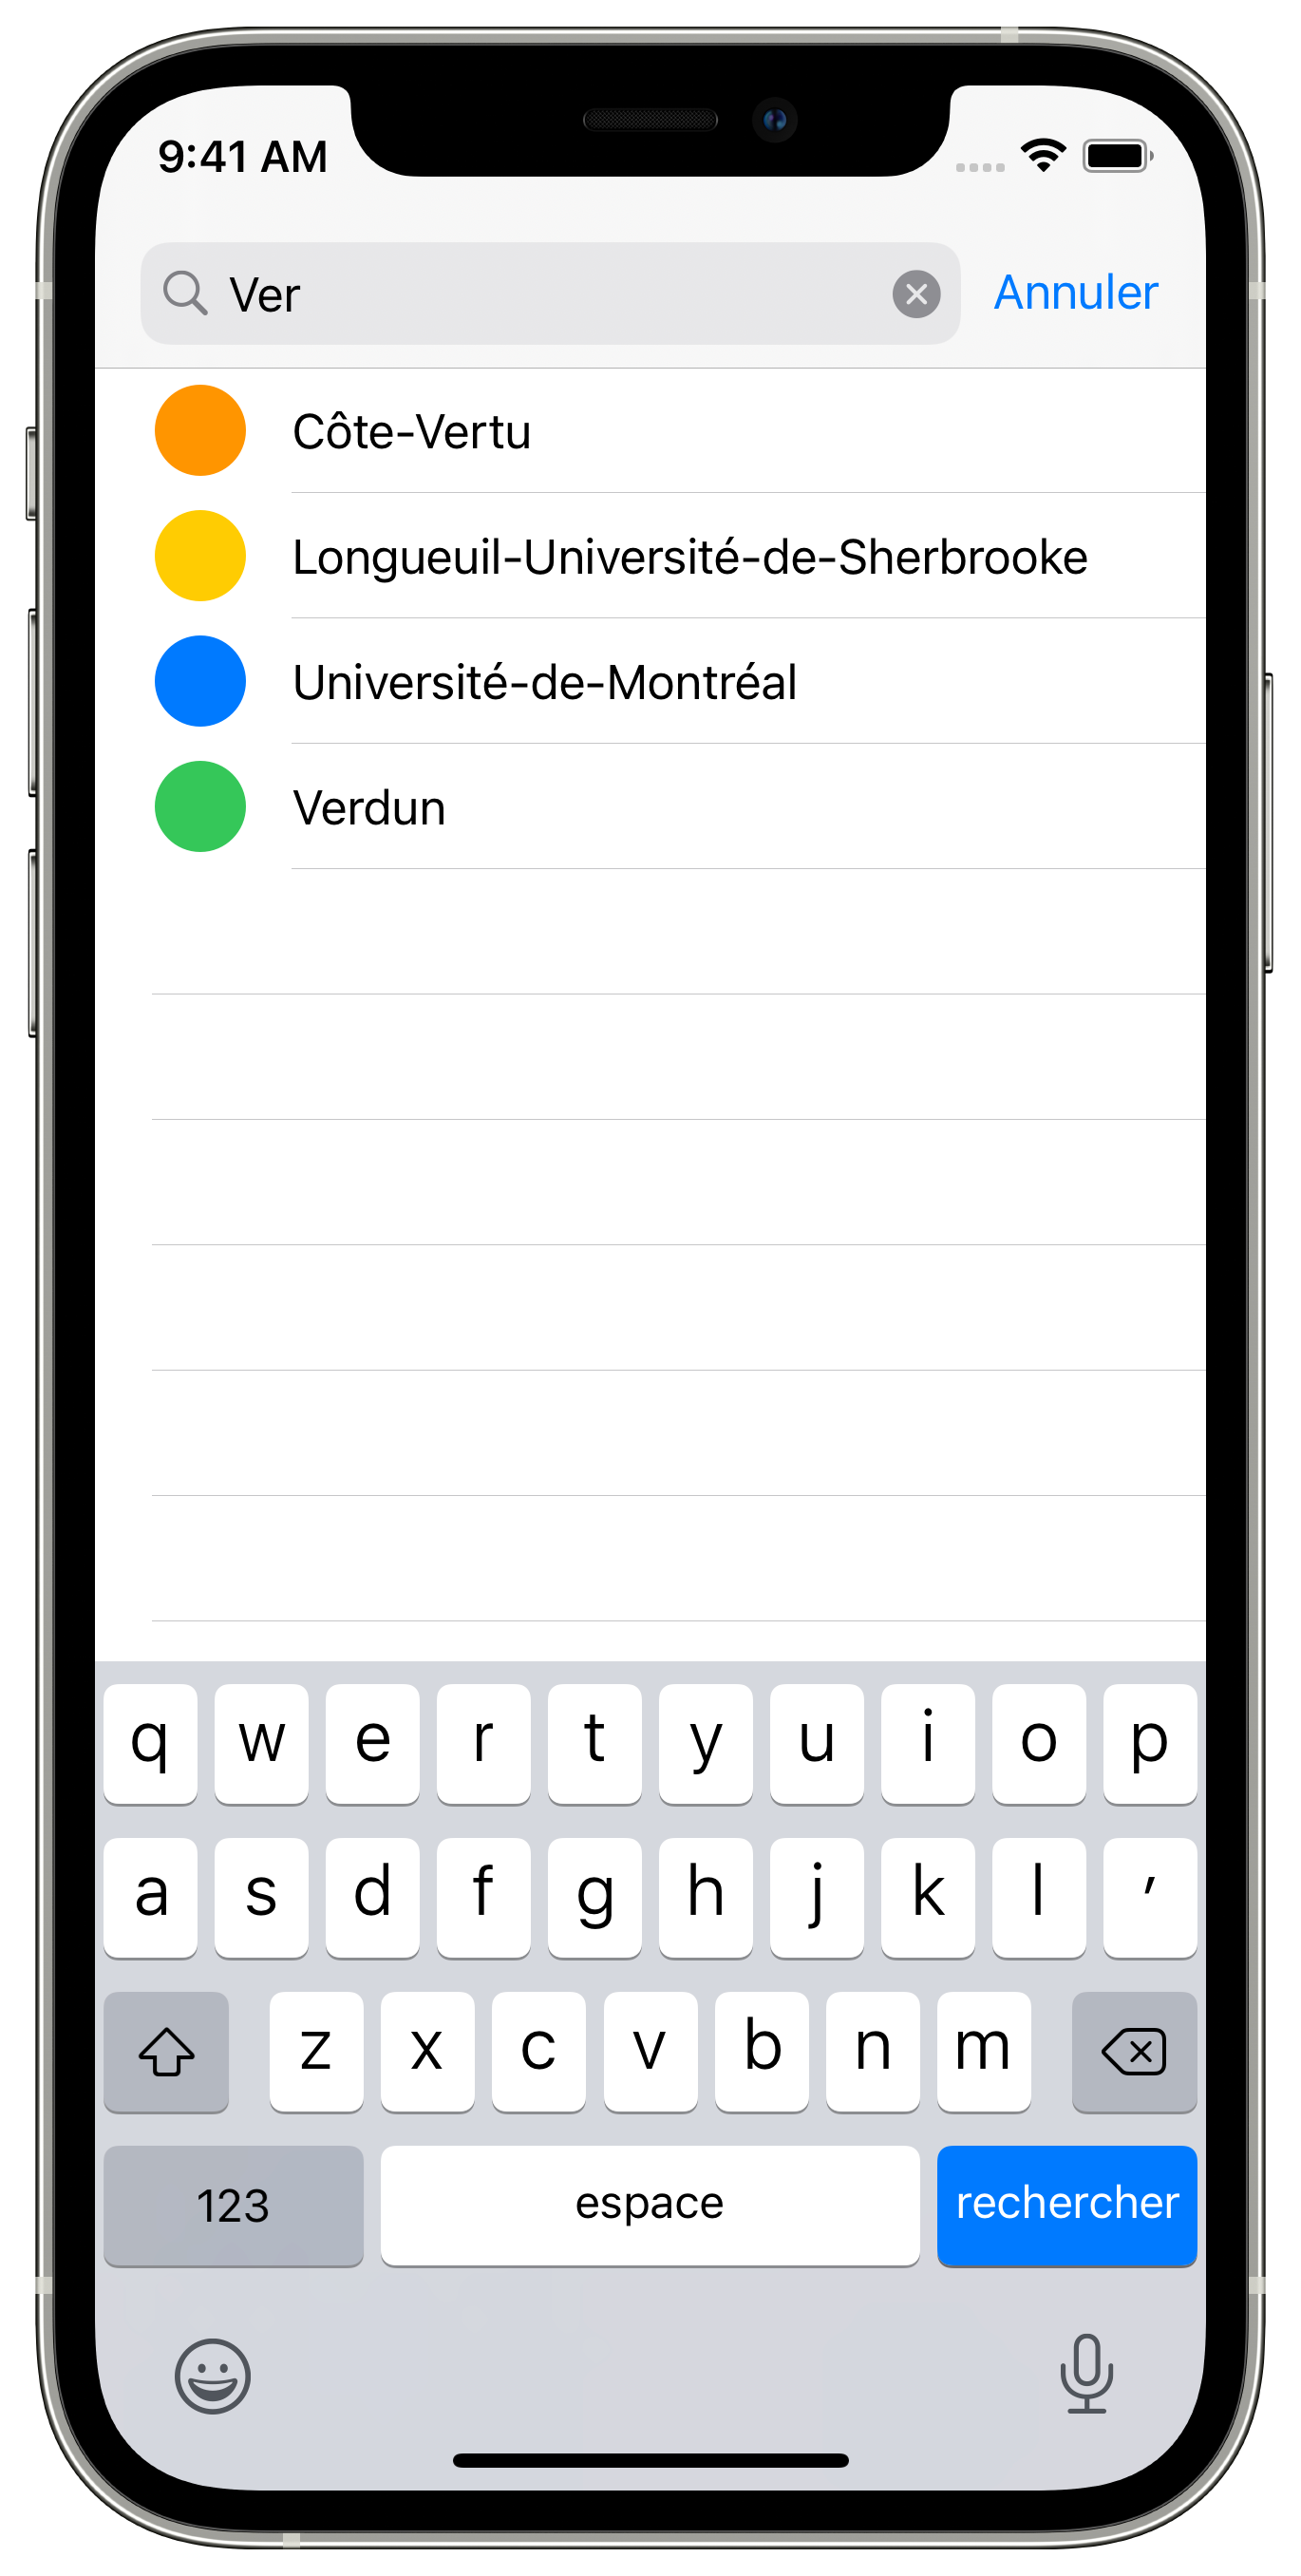 9:41 AM
Ver
Annuler
Côte-Vertu
Longueuil-Université-de-Sherbrooke
Université-de-Montréal
Verdun
q w e r t y u i o p
a s d f g h j k l ′
z x c v b n m
123 espace rechercher